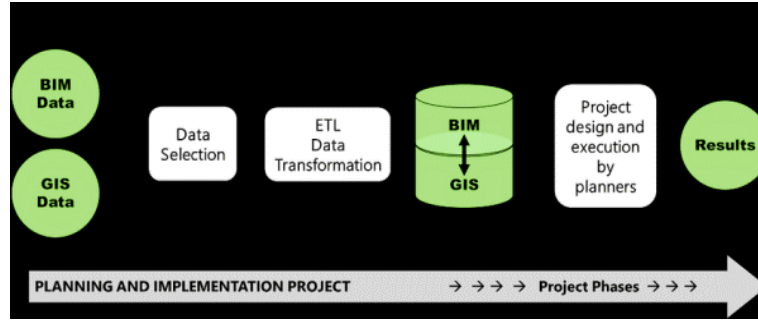 BIM
Data
GIS
Data
Data
Selection
ETL
Data
Transformation
BIM
GIS
Project
design and
execution
by
planners
Results
PLANNING AND IMPLEMENTATION PROJECT → → → → Project Phases → → →